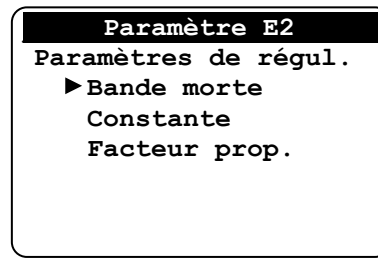 Paramètre E2
Paramètres de régul.
►Bande morte
Constante
Facteur prop.